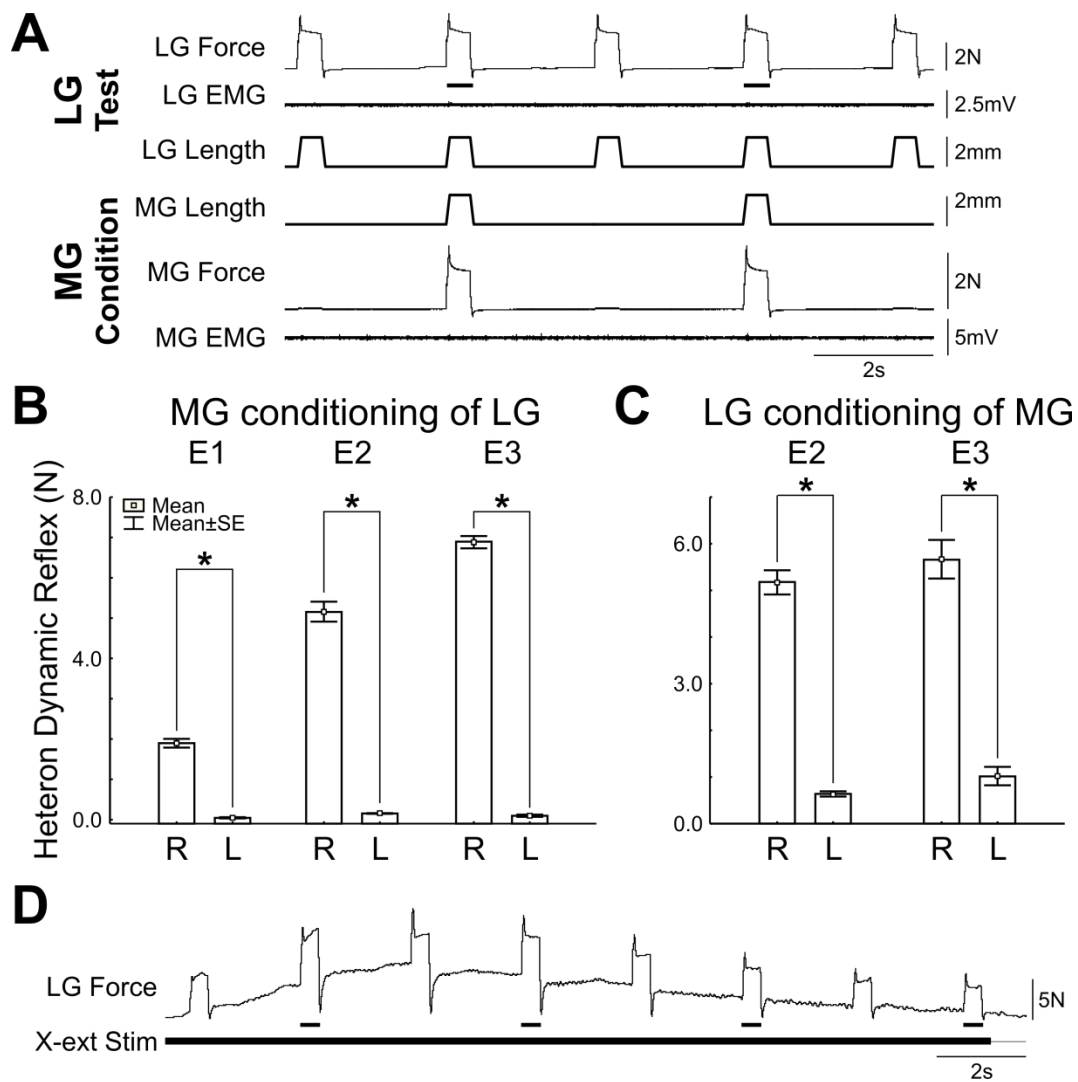 A
LG Test
LG Force
2N
LG EMG
2.5mV
LG Length
2mm
MG Condition
MG Length
2mm
MG Force
2N
MG EMG
5mV
2s
B
MG conditioning of LG
E1 E2 E3
Heteron Dynamic Reflex (N)
8.0
4.0
0.0
Mean
Mean±SE
*
*
*
R L R L R L
C
LG conditioning of MG
E2 E3
6.0
3.0
0.0
*
*
R L R L
D
LG Force
5N
X-ext Stim
2s